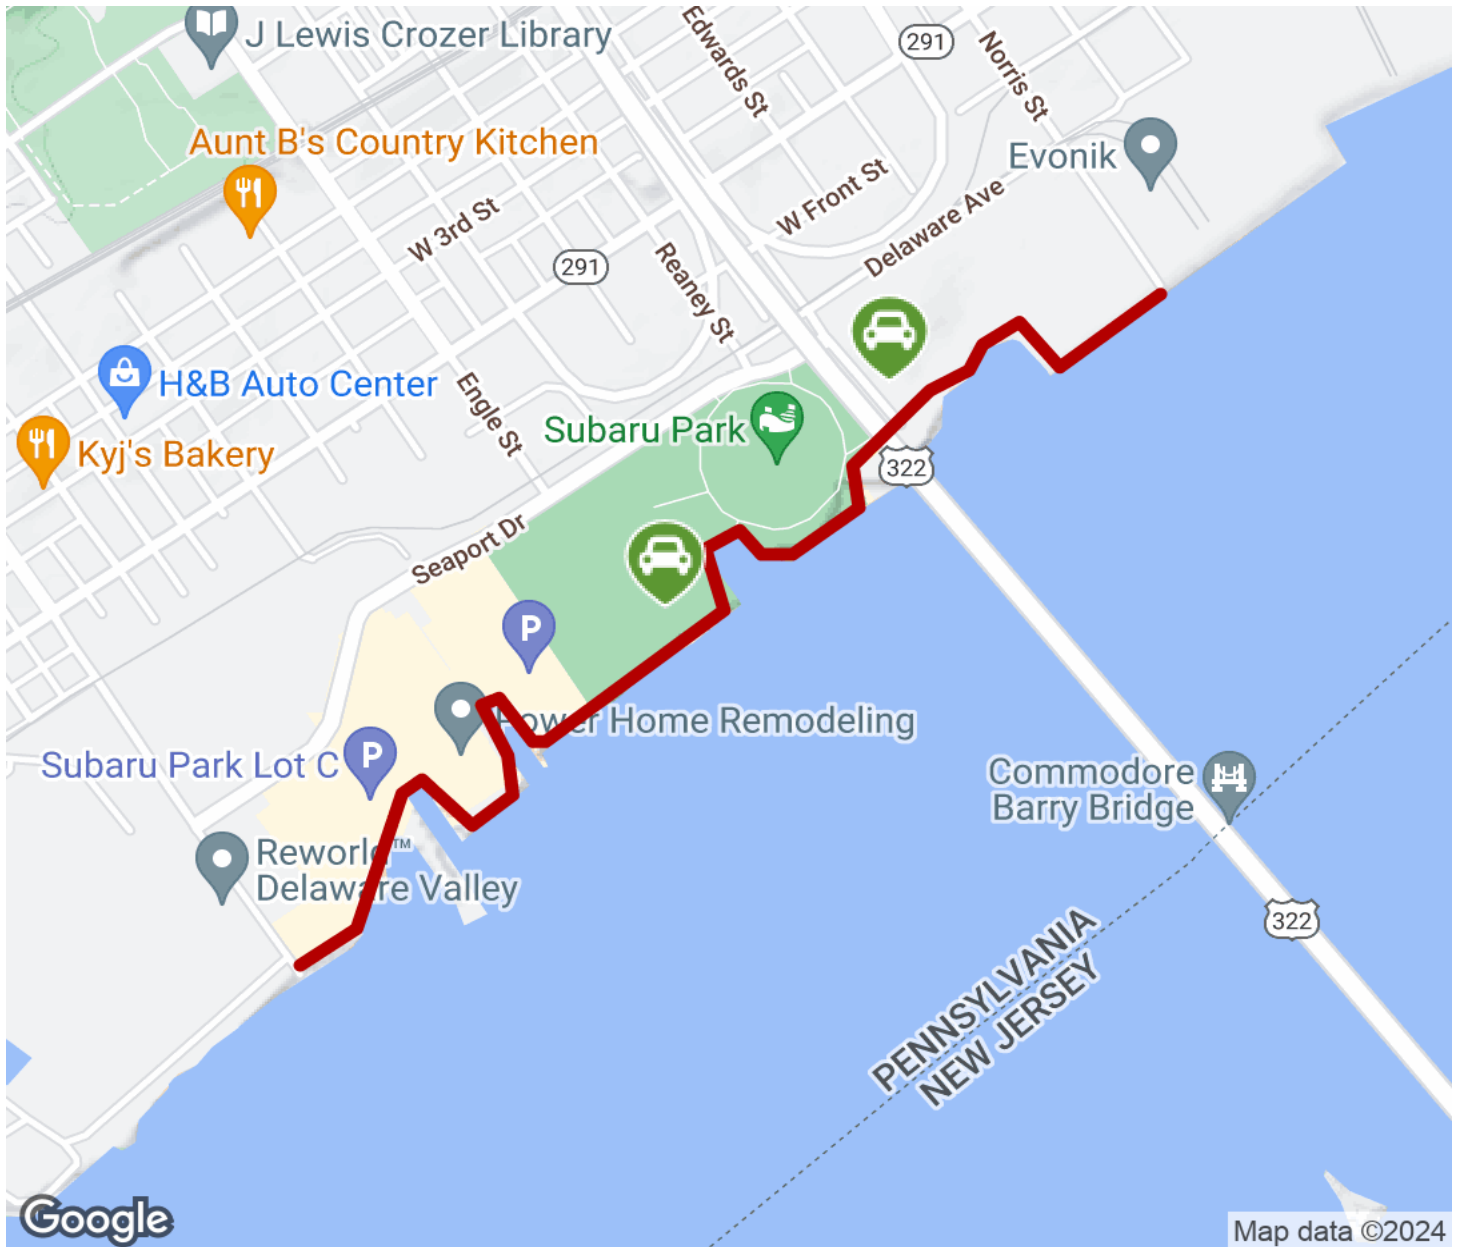 J Lewis Crozer Library
Edwards St
291
Norris St
Aunt B's Country Kitchen
Evonik
W 3rd St
W Front St
Delaware Ave
291
Reaney St
H&B Auto Center
Engle St
Subaru Park
Kyj's Bakery
322
Seaport Dr
P
Power Home Remodeling
Subaru Park Lot C
P
Commodore
Barry Bridge
Reworld™
Delaware Valley
322
PENNSYLVANIA
NEW JERSEY
Google
Map data ©2024